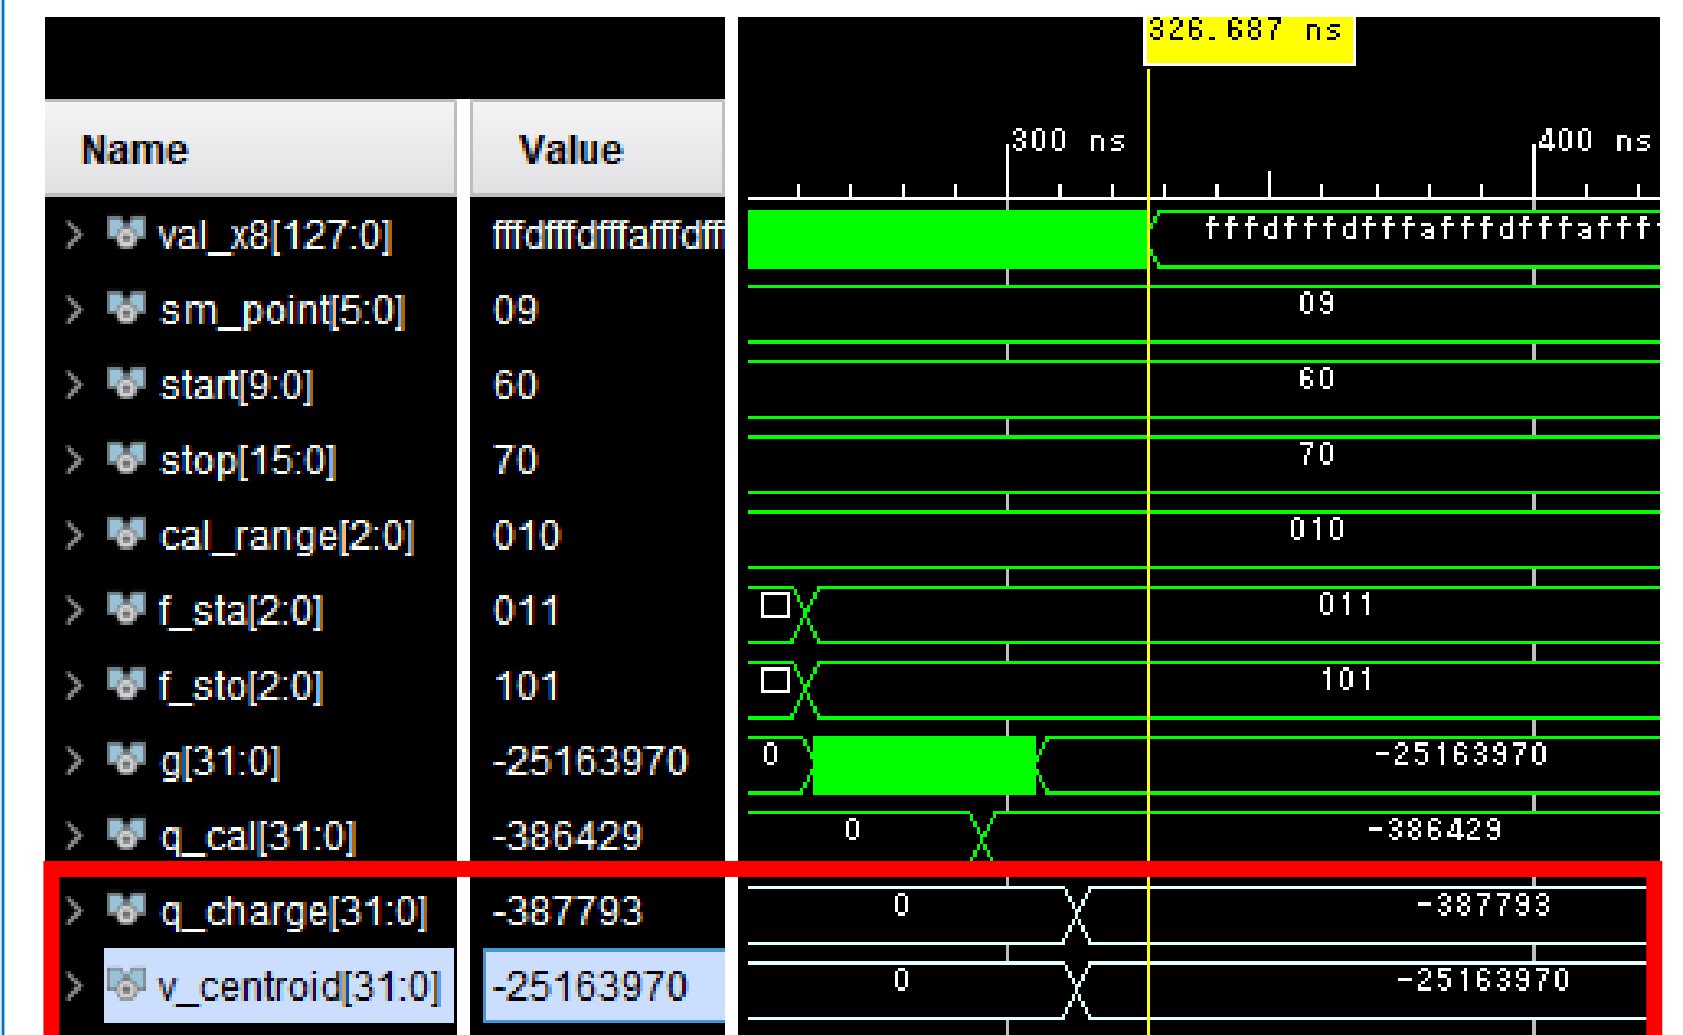 326.687 ns
Name Value 300 ns 400 ns
val_x8[127:0] fffdfffdfffafffdfff fffdfffdfffafffdfffafff
sm_point[5:0] 09 09
start[9:0] 60 60
stop[15:0] 70 70
cal_range[2:0] 010 010
f_sta[2:0] 011 011
f_sto[2:0] 101 101
g[31:0] -25163970 0 -25163970
q_cal[31:0] -386429 0 -386429
q_charge[31:0] -387793 0 -387793
v_centroid[31:0] -25163970 0 -25163970